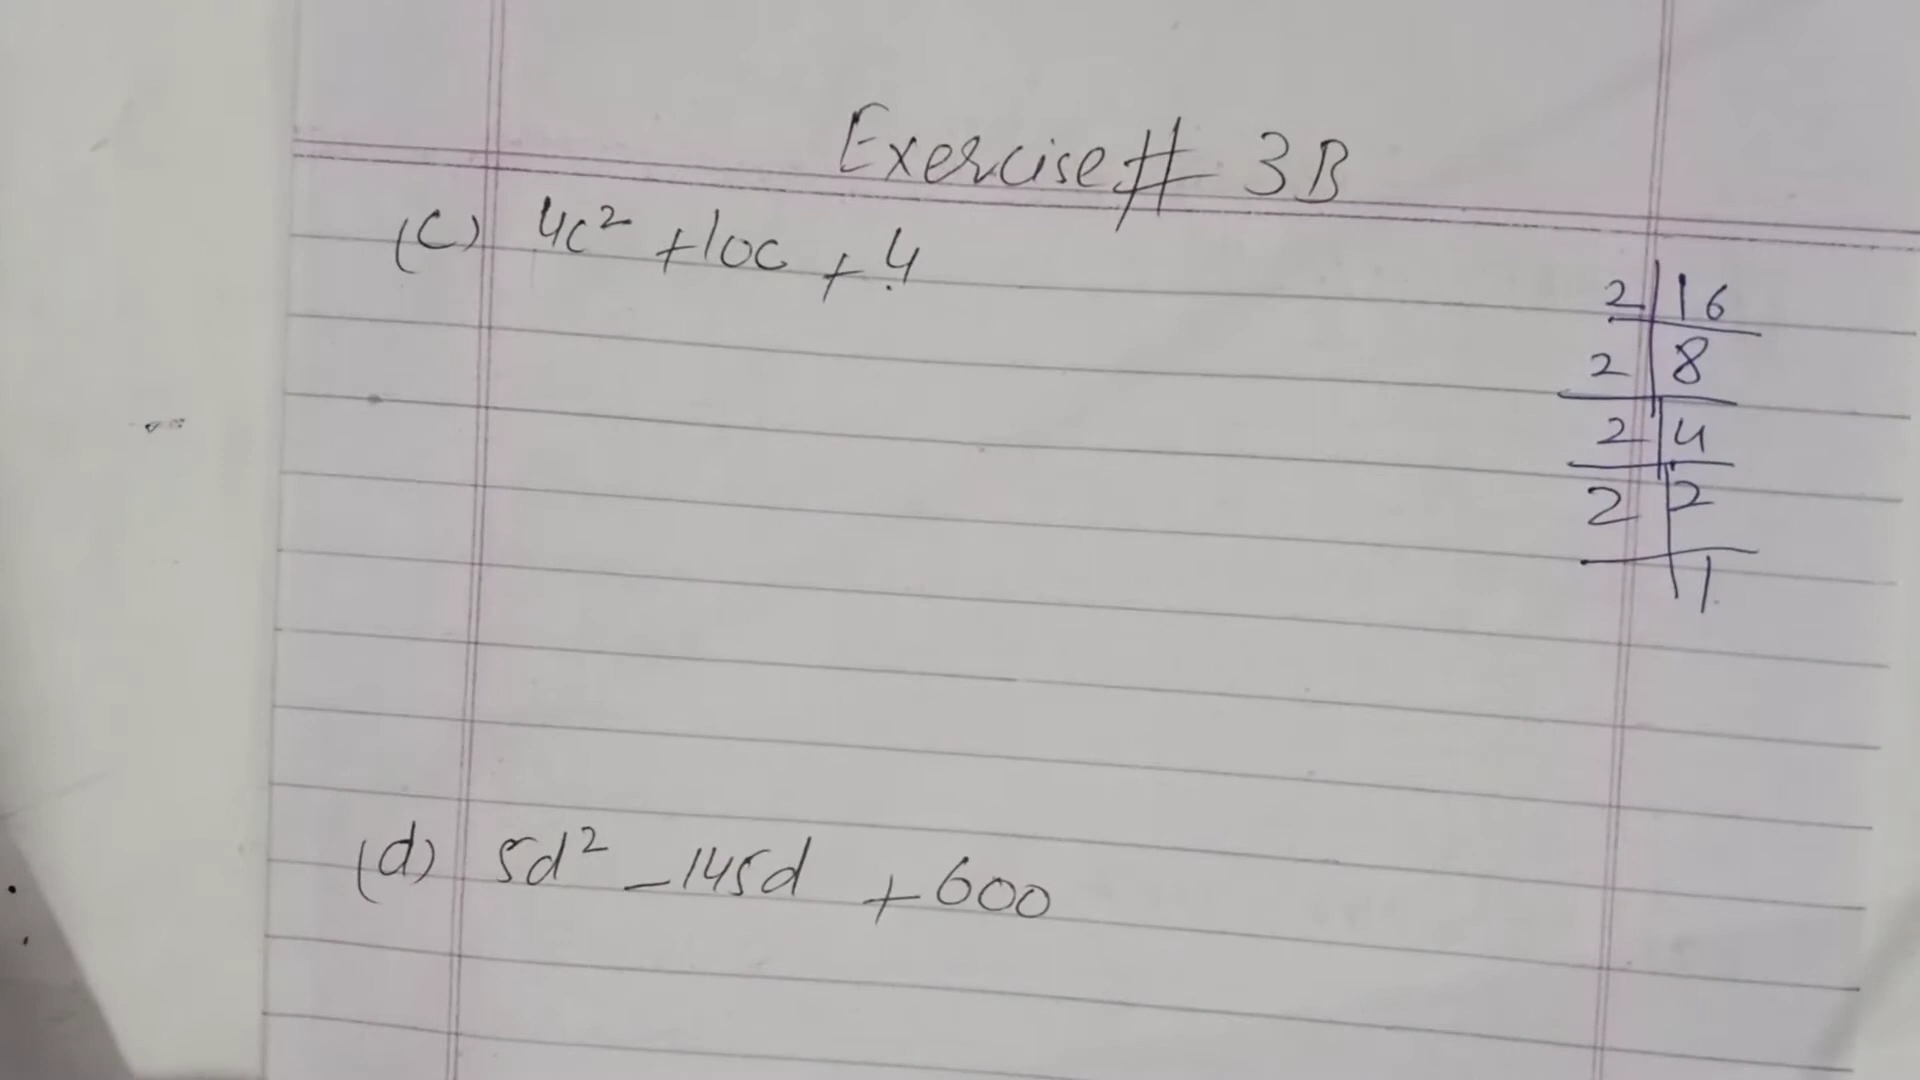 Exercise # 3B
(c) 4c² + 10c + 4
2 | 16
2 | 8
2 | 4
2 | 2
1
(d) 5d² - 145d + 600